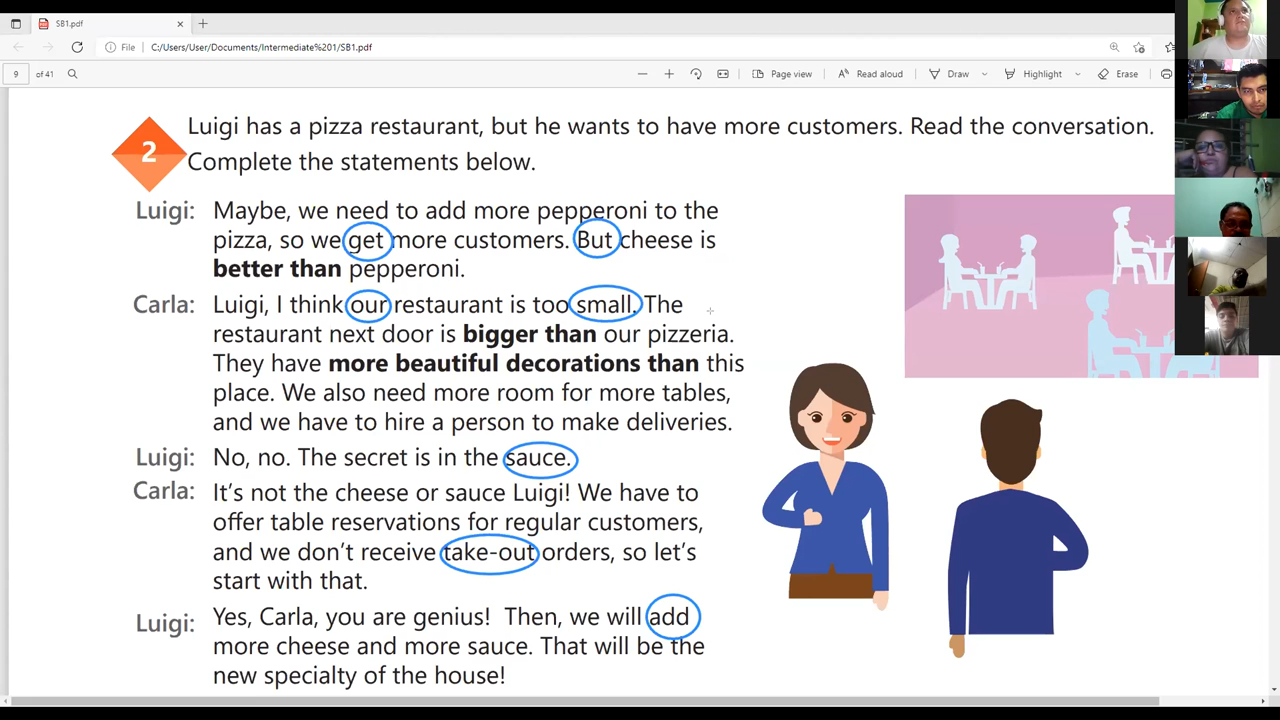 SB1.pdf
File
C:/Users/User/Documents/Intermediate%201/SB1.pdf
9 of 41
Page view
Read aloud
Draw
Highlight
Erase
2
Luigi has a pizza restaurant, but he wants to have more customers. Read the conversation.
Complete the statements below.
Luigi: Maybe, we need to add more pepperoni to the
pizza, so we get more customers. But cheese is
better than pepperoni.
Carla: Luigi, I think our restaurant is too small. The
restaurant next door is bigger than our pizzeria.
They have more beautiful decorations than this
place. We also need more room for more tables,
and we have to hire a person to make deliveries.
Luigi: No, no. The secret is in the sauce.
Carla: It's not the cheese or sauce Luigi! We have to
offer table reservations for regular customers,
and we don't receive take-out orders, so let's
start with that.
Luigi: Yes, Carla, you are genius! Then, we will add
more cheese and more sauce. That will be the
new specialty of the house!